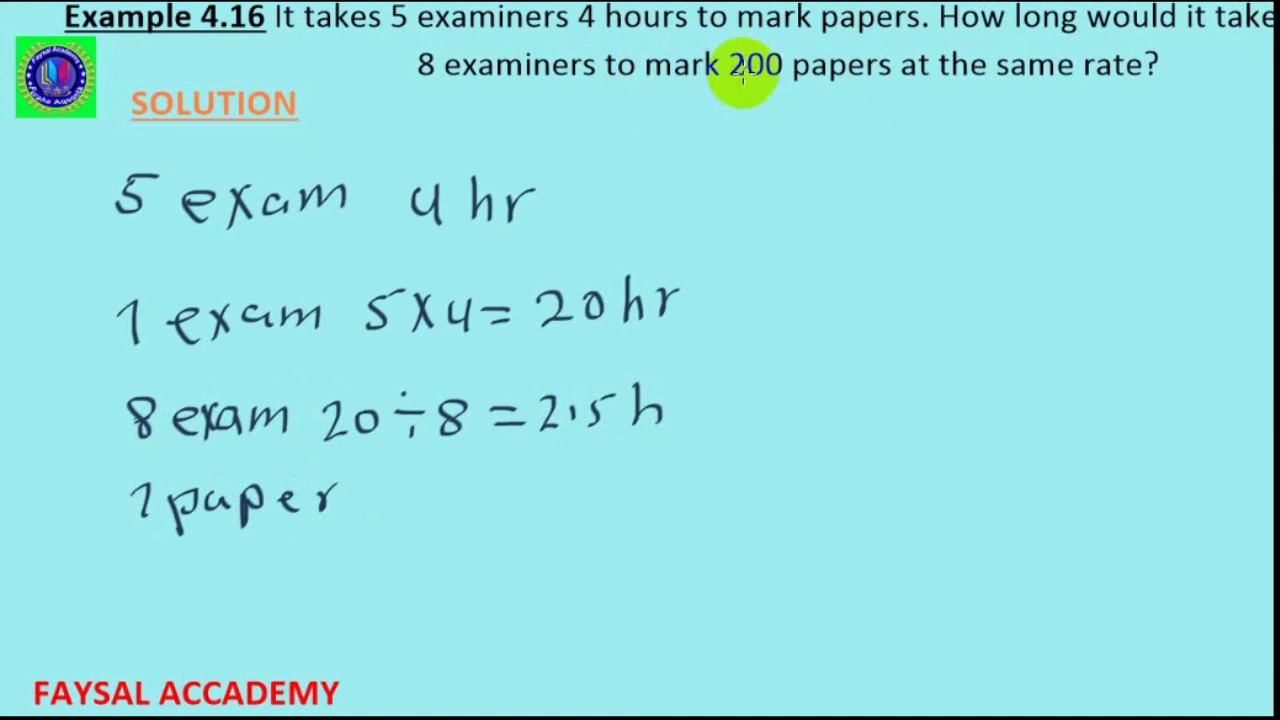 Example 4.16 It takes 5 examiners 4 hours to mark papers. How long would it take
8 examiners to mark 200 papers at the same rate?
SOLUTION
5 exam 4 hr
1 exam 5 X 4 = 20 hr
8 exam 20 ÷ 8 = 2.5 h
1 paper
FAYSAL ACCADEMY